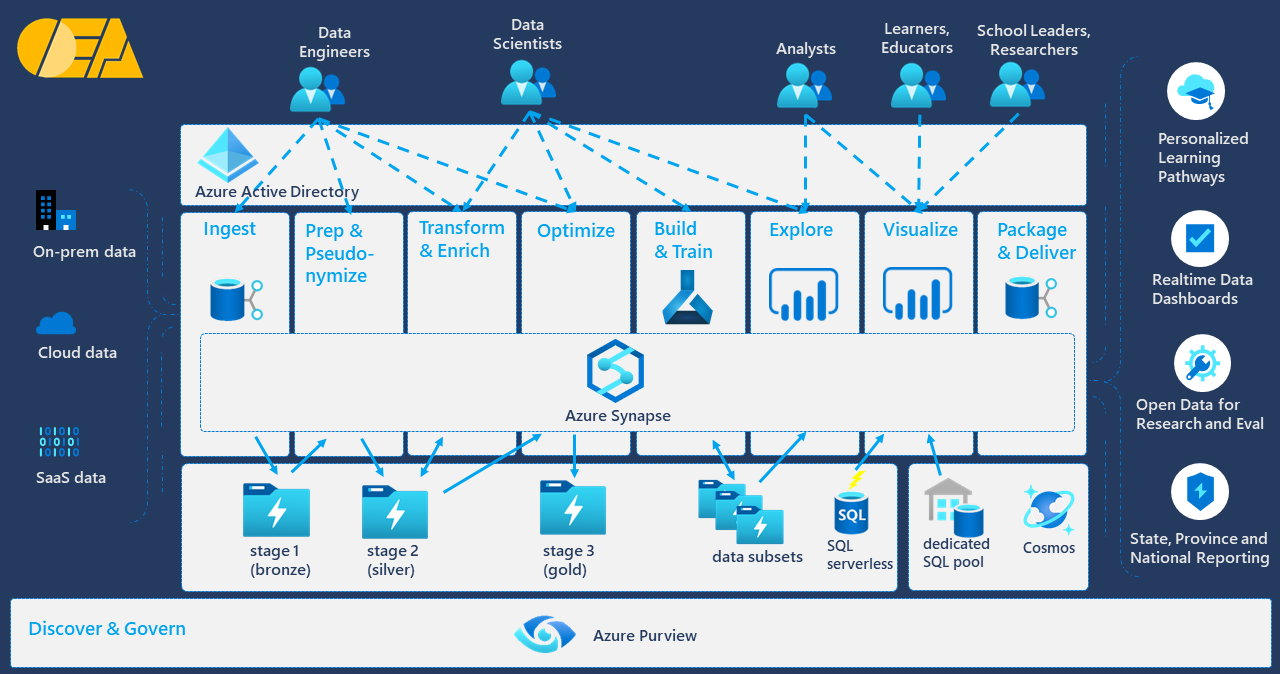 OEA
Data
Engineers
Data
Scientists
Analysts
Learners,
Educators
School Leaders,
Researchers
Azure Active Directory
On-prem data
Cloud data
SaaS data
Ingest
Prep &
Pseudo-
nymize
Transform
& Enrich
Optimize
Build
& Train
Explore
Visualize
Package
& Deliver
Azure Synapse
stage 1
(bronze)
stage 2
(silver)
stage 3
(gold)
data subsets
SQL
SQL
serverless
dedicated
SQL pool
Cosmos
Personalized
Learning
Pathways
Realtime Data
Dashboards
Open Data for
Research and Eval
State, Province and
National Reporting
Discover & Govern
Azure Purview